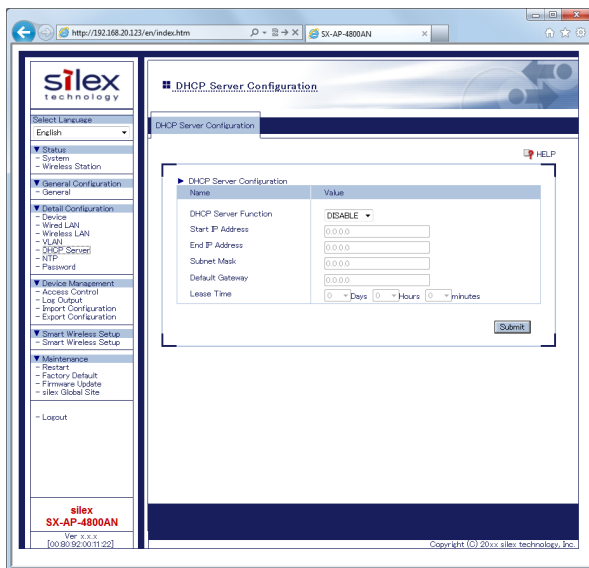 http://192.168.20.123/en/index.htm
SX-AP-4800AN
silex
technology
Select Language
English
▼ Status
- System
- Wireless Station
▼ General Configuration
- General
▼ Detail Configuration
- Device
- Wired LAN
- Wireless LAN
- VLAN
- DHCP Server
- NTP
- Password
▼ Device Management
- Access Control
- Log Output
- Import Configuration
- Export Configuration
▼ Smart Wireless Setup
- Smart Wireless Setup
▼ Maintenance
- Restart
- Factory Default
- Firmware Update
- silex Global Site
- Logout
silex
SX-AP-4800AN
Ver x.x.x
[00:80:92:00:11:22]
DHCP Server Configuration
DHCP Server Configuration
HELP
▶ DHCP Server Configuration
Name Value
DHCP Server Function DISABLE
Start IP Address 0.0.0.0
End IP Address 0.0.0.0
Subnet Mask 0.0.0.0
Default Gateway 0.0.0.0
Lease Time 0 Days 0 Hours 0 minutes
Submit
Copyright (C) 20xx silex technology, Inc.